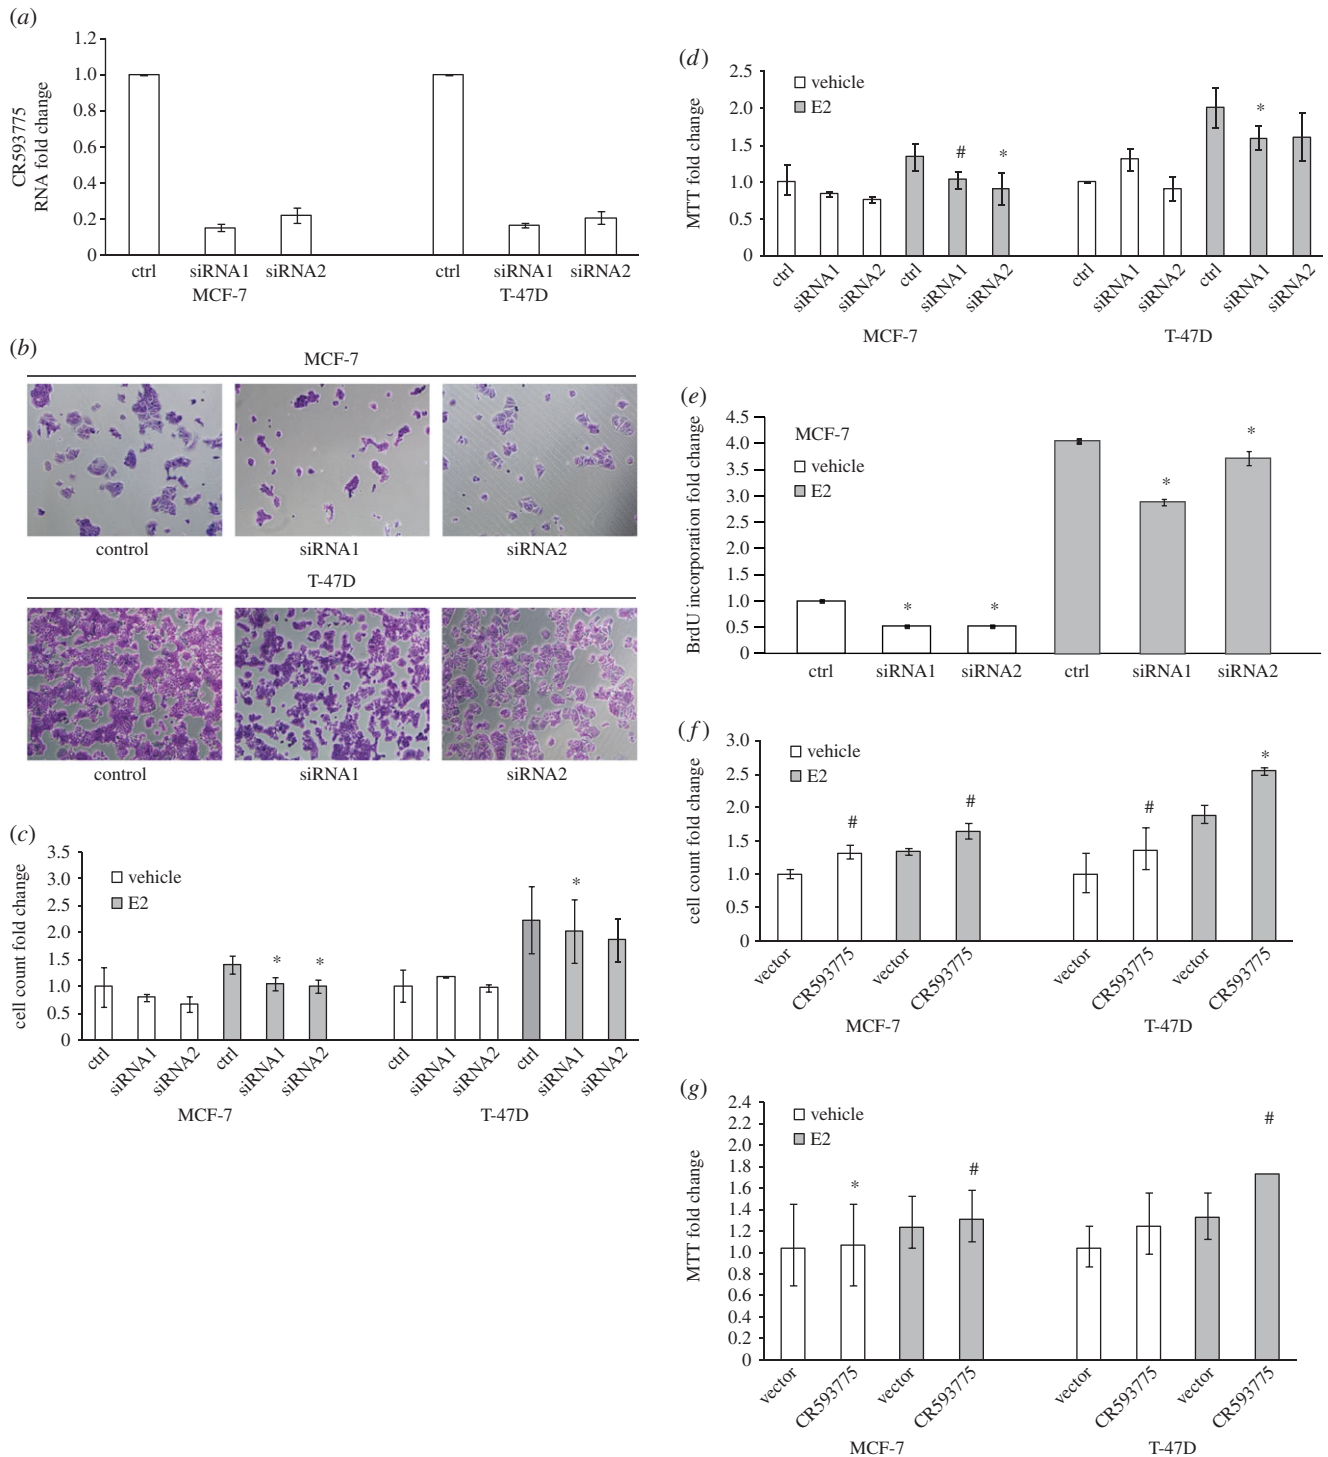 (a)
CR593775
RNA fold change
1.2
1.0
0.8
0.6
0.4
0.2
0
ctrl siRNA1 siRNA2 ctrl siRNA1 siRNA2
MCF-7 T-47D
(b)
MCF-7
control siRNA1 siRNA2
T-47D
control siRNA1 siRNA2
(c)
cell count fold change
3.5
3.0
2.5
2.0
1.5
1.0
0.5
0
vehicle
E2
* * *
ctrl siRNA1 siRNA2 ctrl siRNA1 siRNA2 ctrl siRNA1 siRNA2 ctrl siRNA1 siRNA2
MCF-7 T-47D
(d)
MTT fold change
2.5
2.0
1.5
1.0
0.5
0
vehicle
E2
# * *
ctrl siRNA1 siRNA2 ctrl siRNA1 siRNA2 ctrl siRNA1 siRNA2 ctrl siRNA1 siRNA2
MCF-7 T-47D
(e)
BrdU incorporation fold change
4.5
4.0
3.5
3.0
2.5
2.0
1.5
1.0
0.5
0
MCF-7
vehicle
E2
* * * *
ctrl siRNA1 siRNA2 ctrl siRNA1 siRNA2
(f)
cell count fold change
3.0
2.5
2.0
1.5
1.0
0.5
0
vehicle
E2
# # # *
vector CR593775 vector CR593775 vector CR593775 vector CR593775
MCF-7 T-47D
(g)
MTT fold change
2.4
2.2
2.0
1.8
1.6
1.4
1.2
1.0
0.8
0.6
0.4
0.2
0
vehicle
E2
* # #
vector CR593775 vector CR593775 vector CR593775 vector CR593775
MCF-7 T-47D